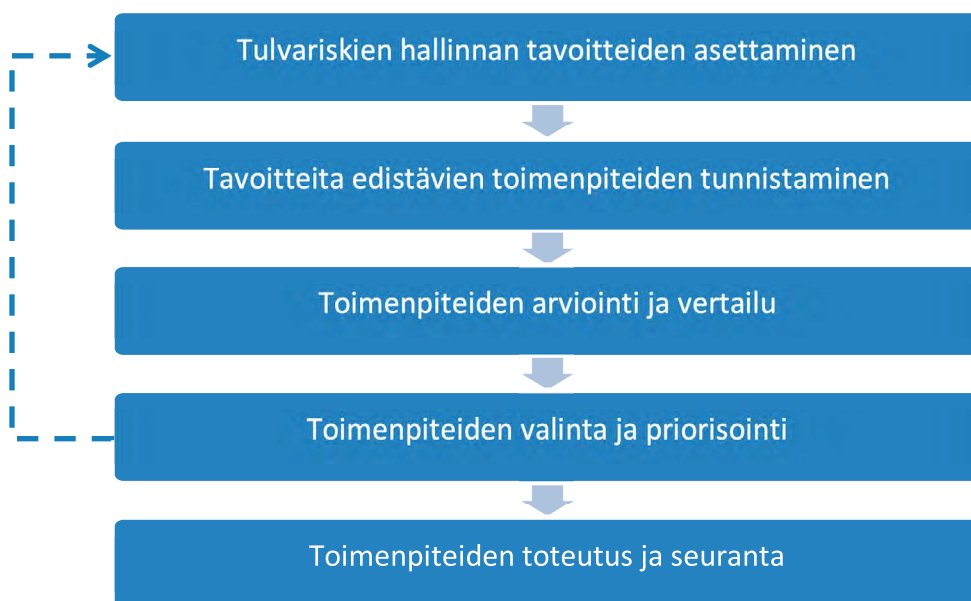 Tulvariskien hallinnan tavoitteiden asettaminen
Tavoitteita edistävien toimenpiteiden tunnistaminen
Toimenpiteiden arviointi ja vertailu
Toimenpiteiden valinta ja priorisointi
Toimenpiteiden toteutus ja seuranta